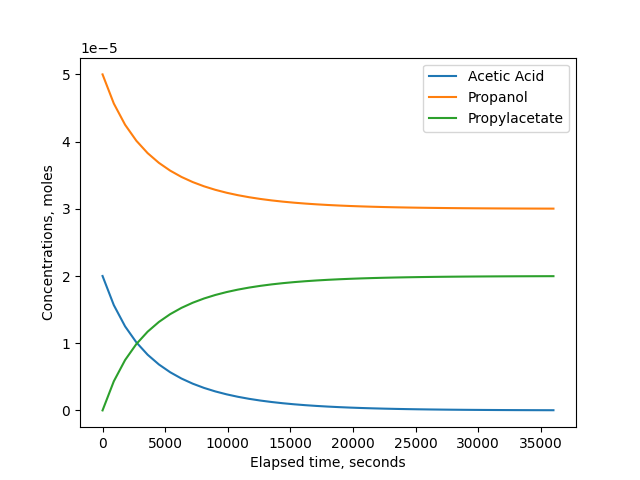 1e−5
Acetic Acid
Propanol
Propylacetate
Concentrations, moles
5
4
3
2
1
0
0 5000 10000 15000 20000 25000 30000 35000
Elapsed time, seconds